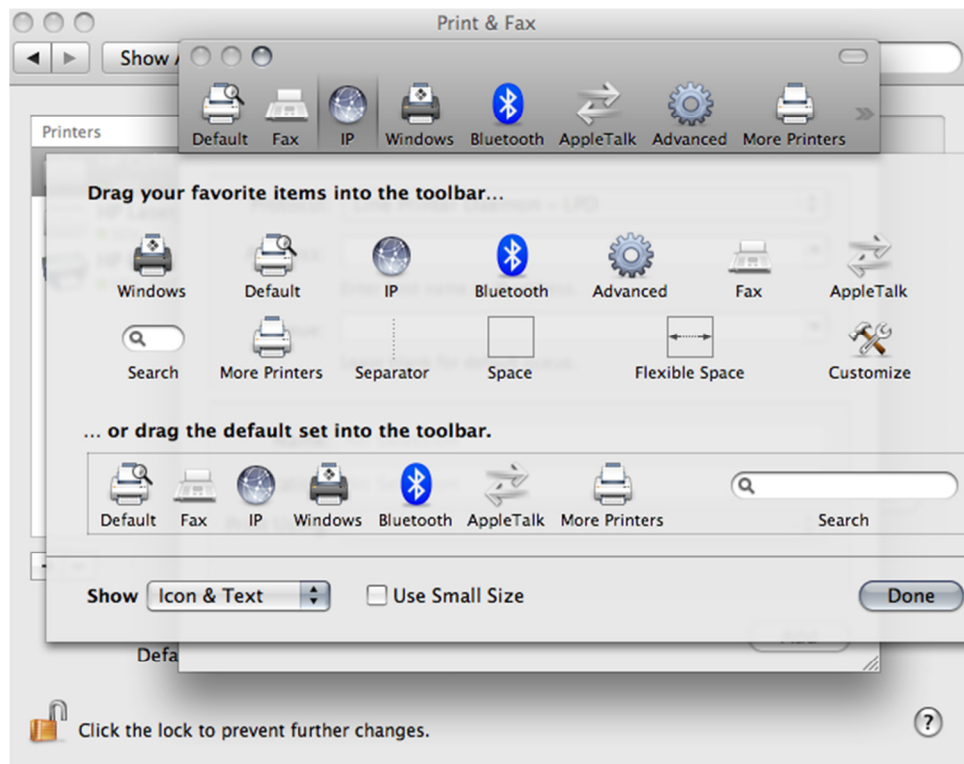 Print & Fax
Show
Default Fax IP Windows Bluetooth AppleTalk Advanced More Printers
Printers
Drag your favorite items into the toolbar...
Windows Default IP Bluetooth Advanced Fax AppleTalk
Search More Printers Separator Space Flexible Space Customize
... or drag the default set into the toolbar.
Default Fax IP Windows Bluetooth AppleTalk More Printers Search
Show Icon & Text Use Small Size Done
Defa
Click the lock to prevent further changes.
?